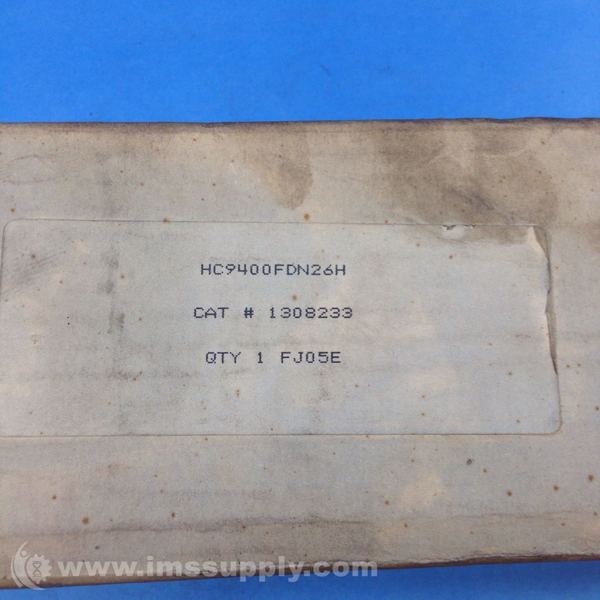 HC9400FDN26H
CAT # 1308233
QTY 1 FJ05E
www.imssupply.com